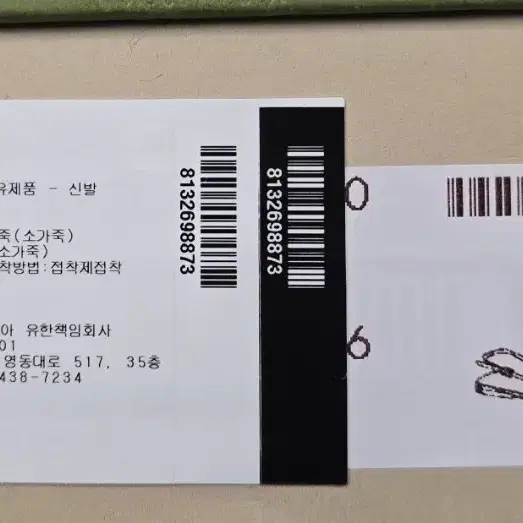 유제품 - 신발
죽(소가죽)
(소가죽)
착방법:접착제접착
아 유한책임회사
01
영동대로 517, 35층
438-7234
8132698873
8132698873
0
6